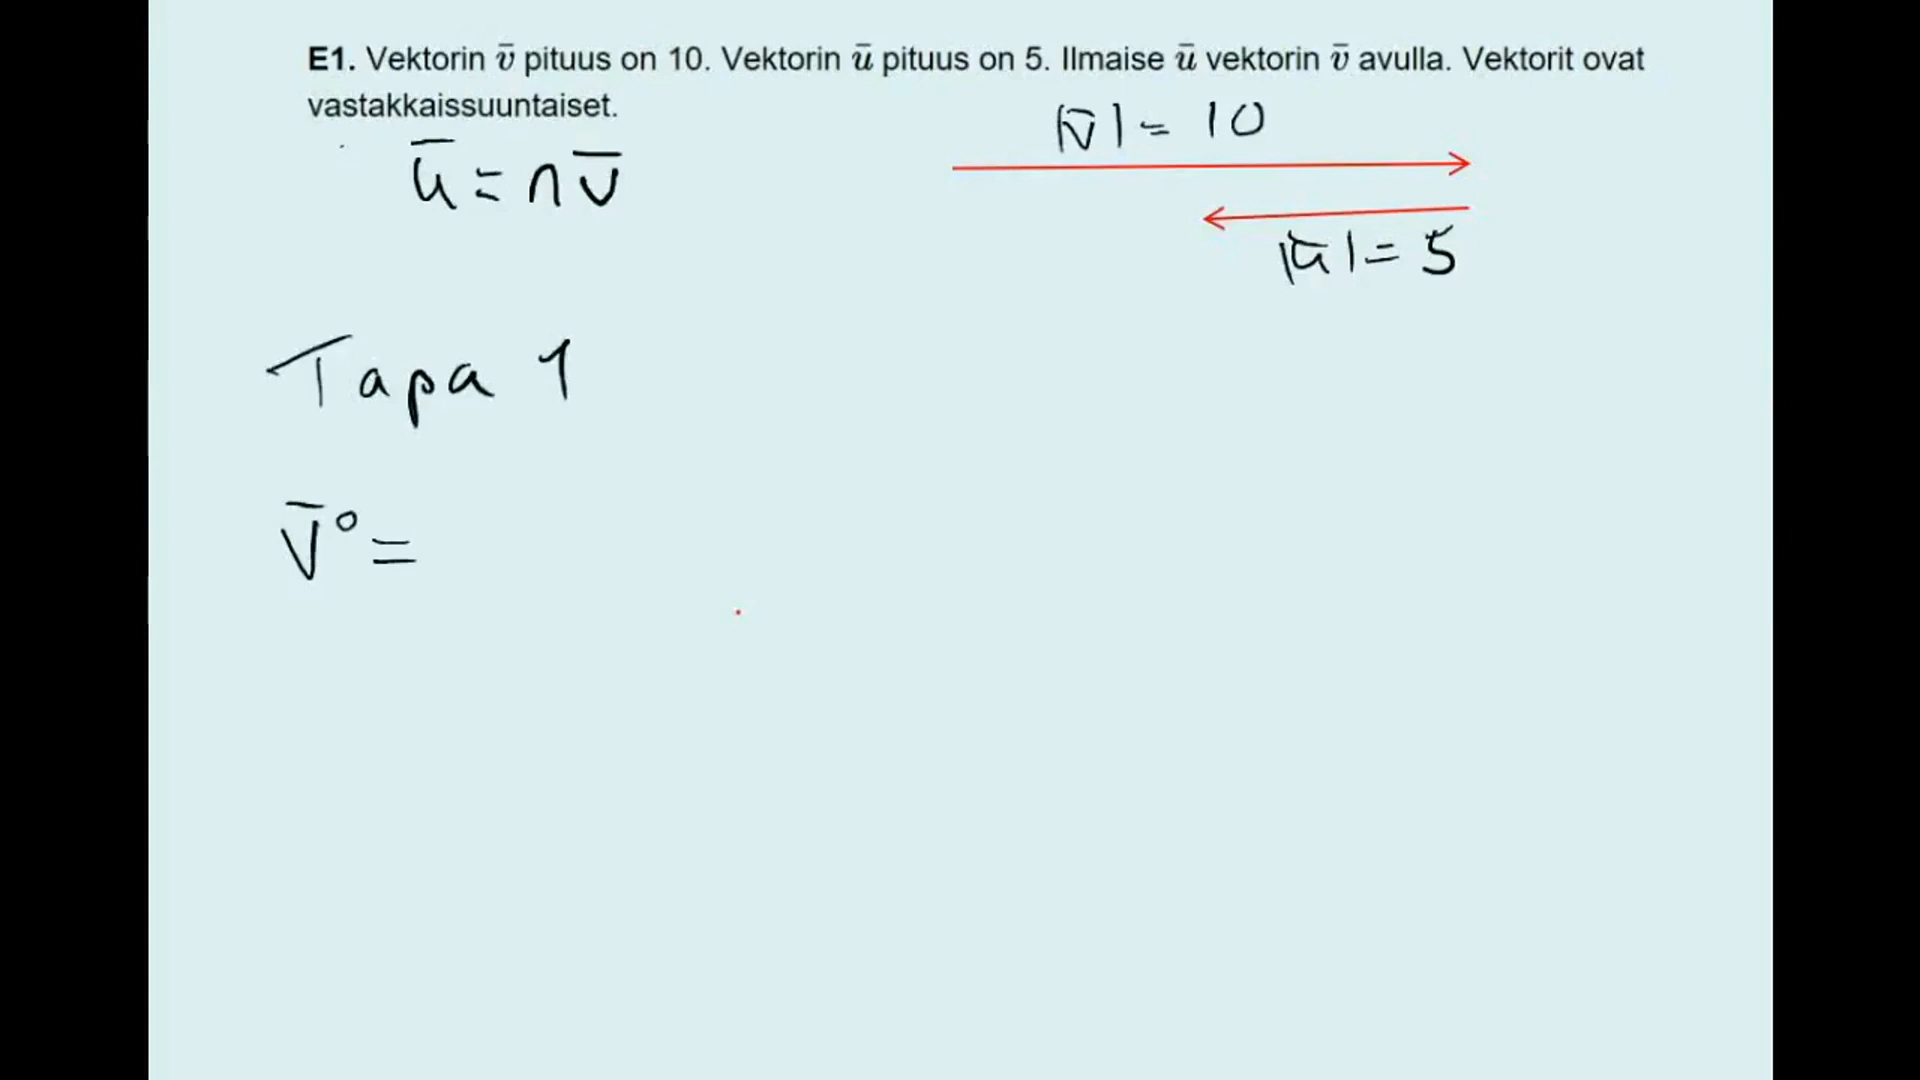 E1. Vektorin v̄ pituus on 10. Vektorin ū pituus on 5. Ilmaise ū vektorin v̄ avulla. Vektorit ovat
vastakkaissuuntaiset.
|v̄| = 10
ū = nv̄
|ū| = 5
Tapa 1
v̄° =